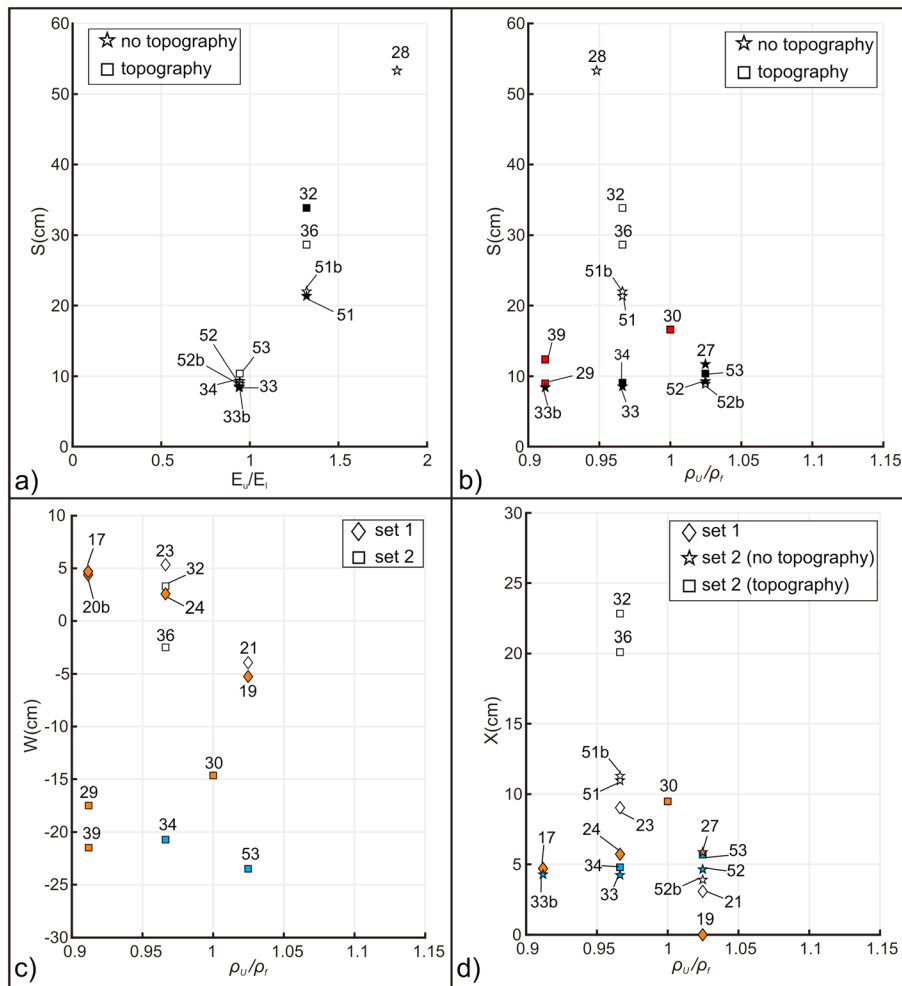 60
50
40
30
20
10
0
S(cm)
☆ no topography
□ topography
28
32
36
51b
51
52
53
52b
34
33
33b
0 0.5 1 1.5 2
E_u/E_l
a)
60
50
40
30
20
10
0
S(cm)
☆ no topography
□ topography
28
32
36
51b
51
30
39
34
27
53
29
52
33b
33
52b
0.9 0.95 1 1.05 1.1 1.15
ρ_U/ρ_f
b)
10
5
0
-5
-10
-15
-20
-25
-30
W(cm)
◇ set 1
□ set 2
17
23
32
20b
24
36
21
19
30
29
34
39
53
0.9 0.95 1 1.05 1.1 1.15
ρ_U/ρ_f
c)
30
25
20
15
10
5
0
X(cm)
◇ set 1
☆ set 2 (no topography)
□ set 2 (topography)
32
36
51b
51
30
23
24
27
17
53
34
52
33b
33
52b
21
19
0.9 0.95 1 1.05 1.1 1.15
ρ_U/ρ_f
d)